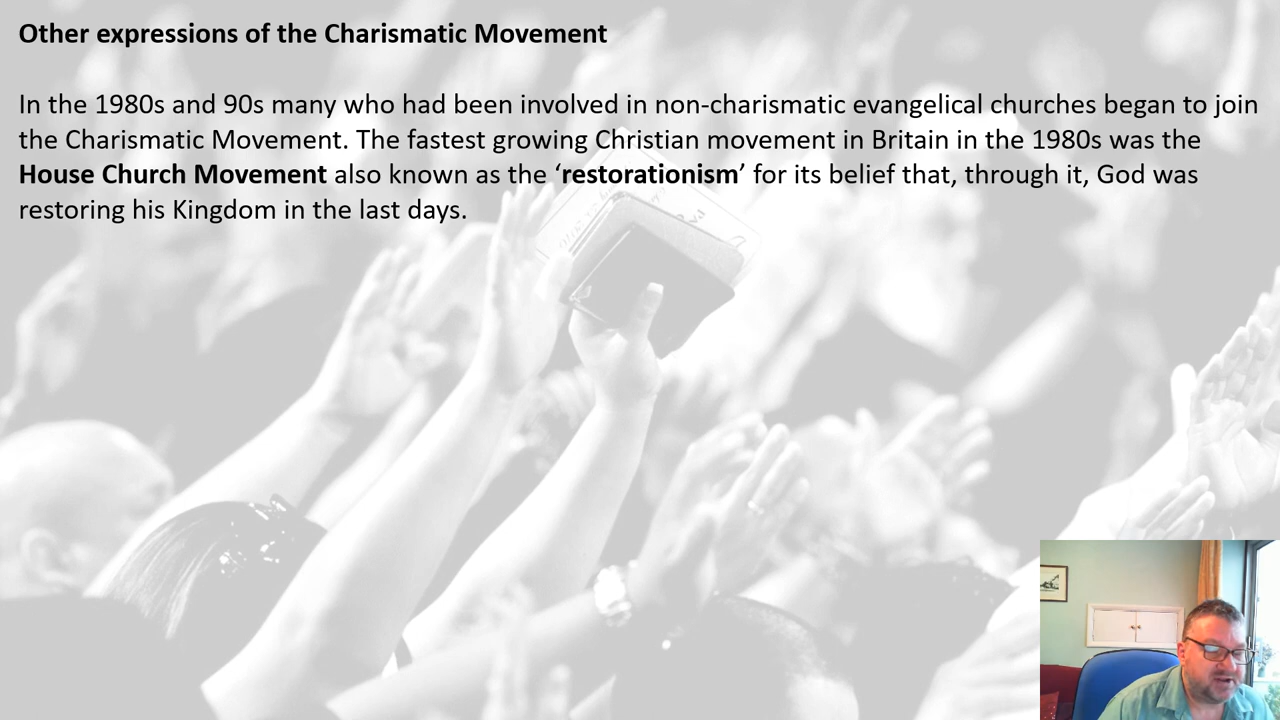 Other expressions of the Charismatic Movement
In the 1980s and 90s many who had been involved in non-charismatic evangelical churches began to join
the Charismatic Movement. The fastest growing Christian movement in Britain in the 1980s was the
House Church Movement also known as the ‘restorationism’ for its belief that, through it, God was
restoring his Kingdom in the last days.